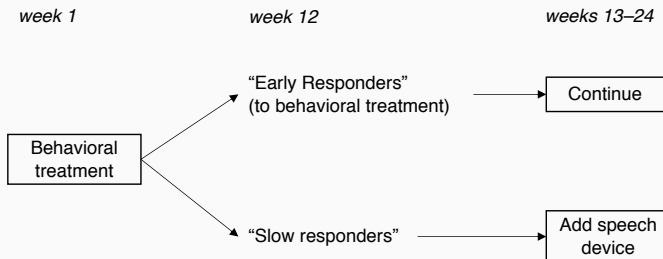 week 1
week 12
weeks 13–24
“Early Responders”
(to behavioral treatment)
Continue
Behavioral
treatment
“Slow responders”
Add speech
device